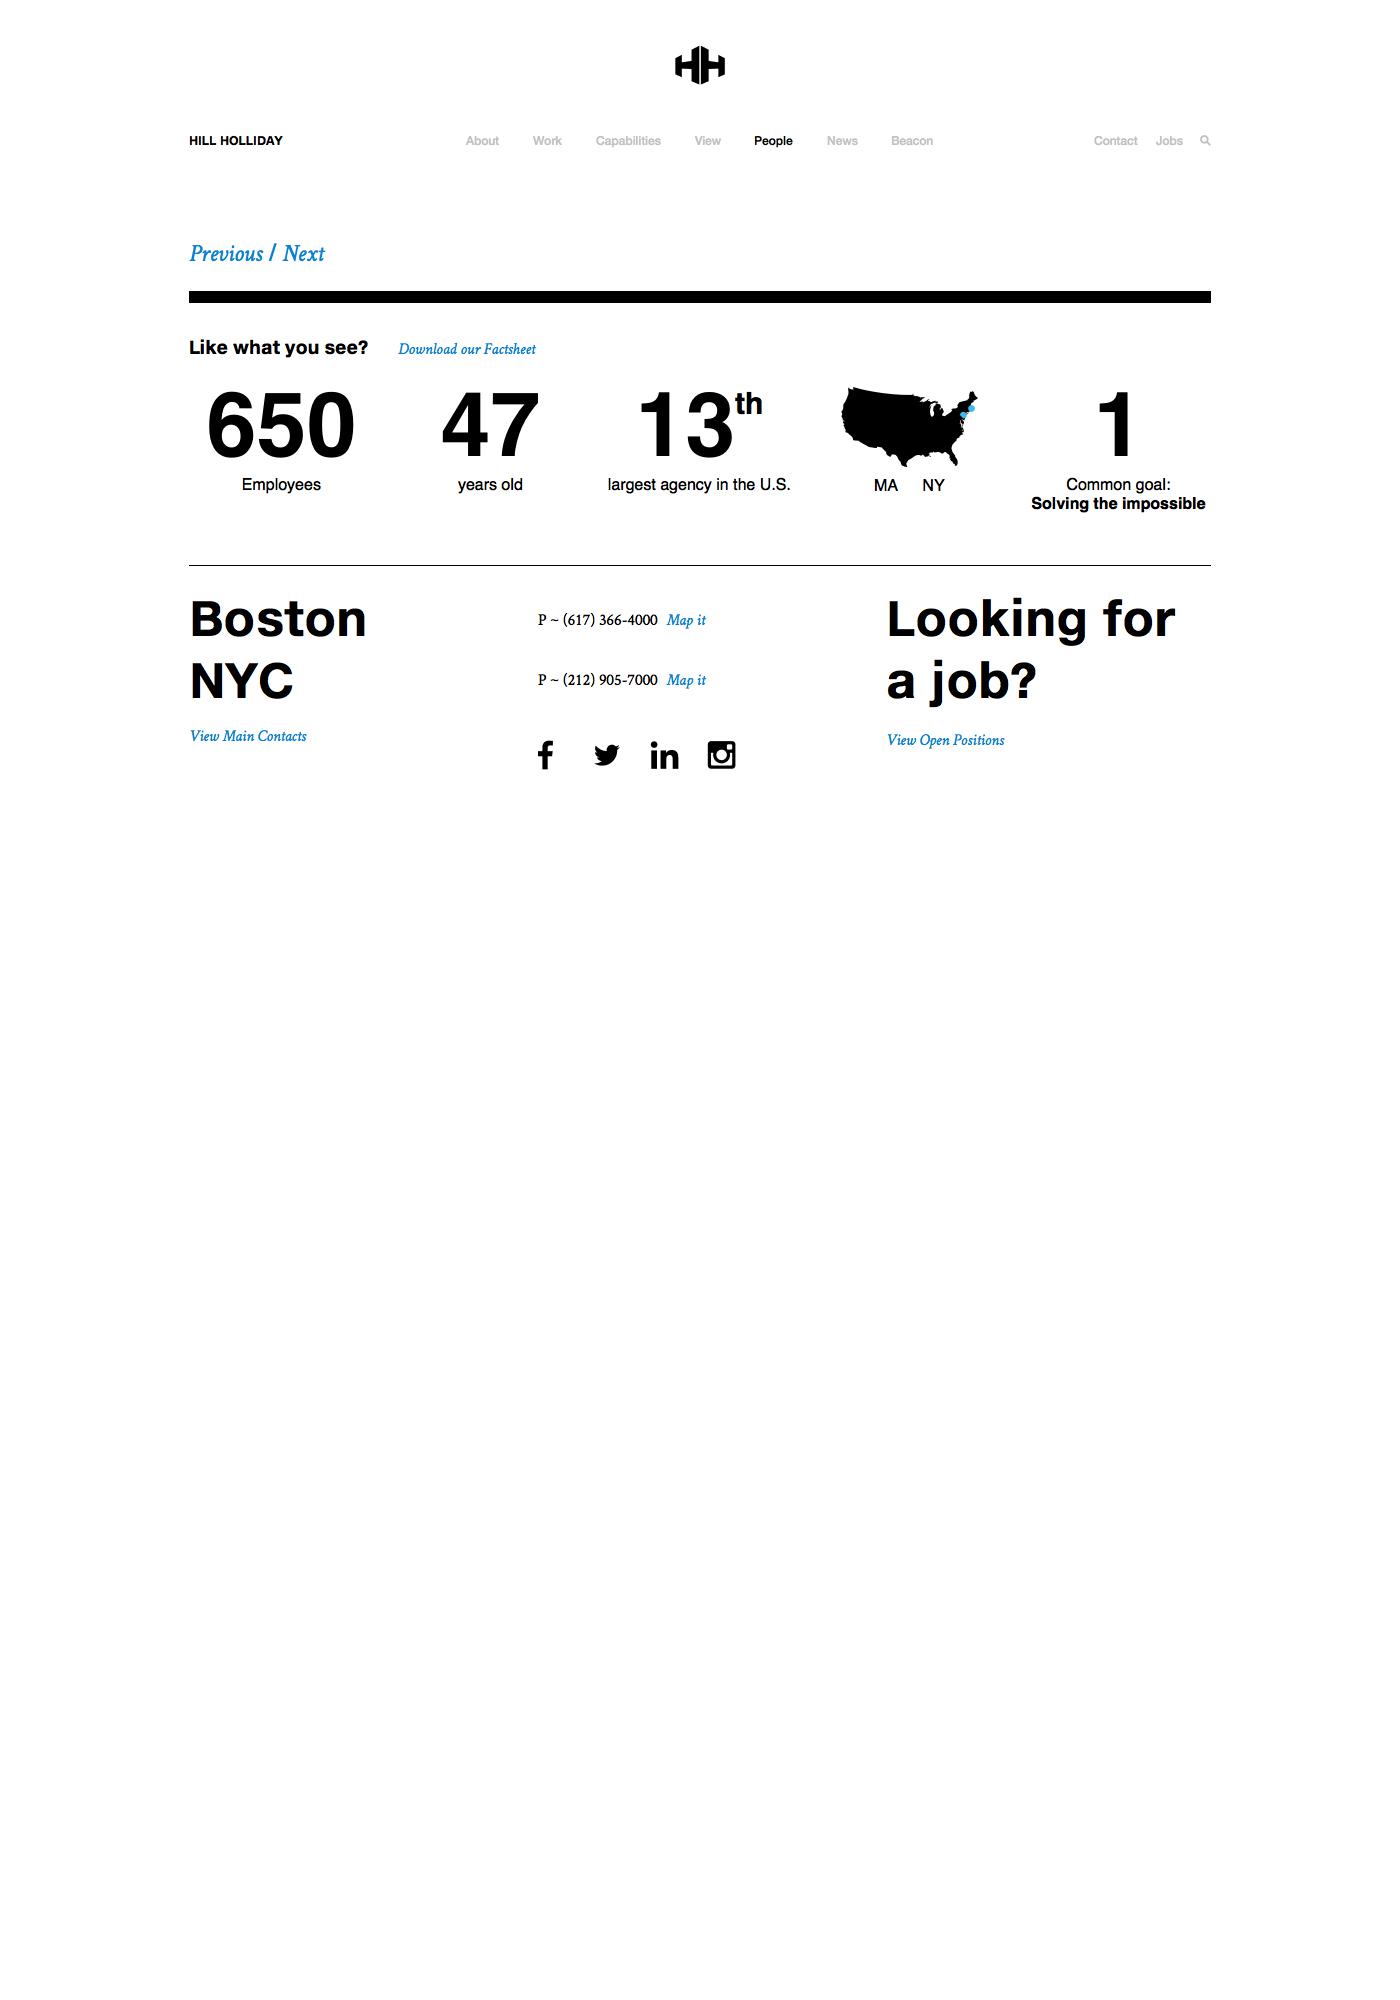 HILL HOLLIDAY About Work Capabilities View People News Beacon Contact Jobs
Previous / Next
Like what you see? Download our Factsheet
650 47 13th 1
Employees years old largest agency in the U.S. MA NY Common goal:
Solving the impossible
Boston
NYC
View Main Contacts
P ~ (617) 366-4000 Map it
P ~ (212) 905-7000 Map it
Looking for
a job?
View Open Positions